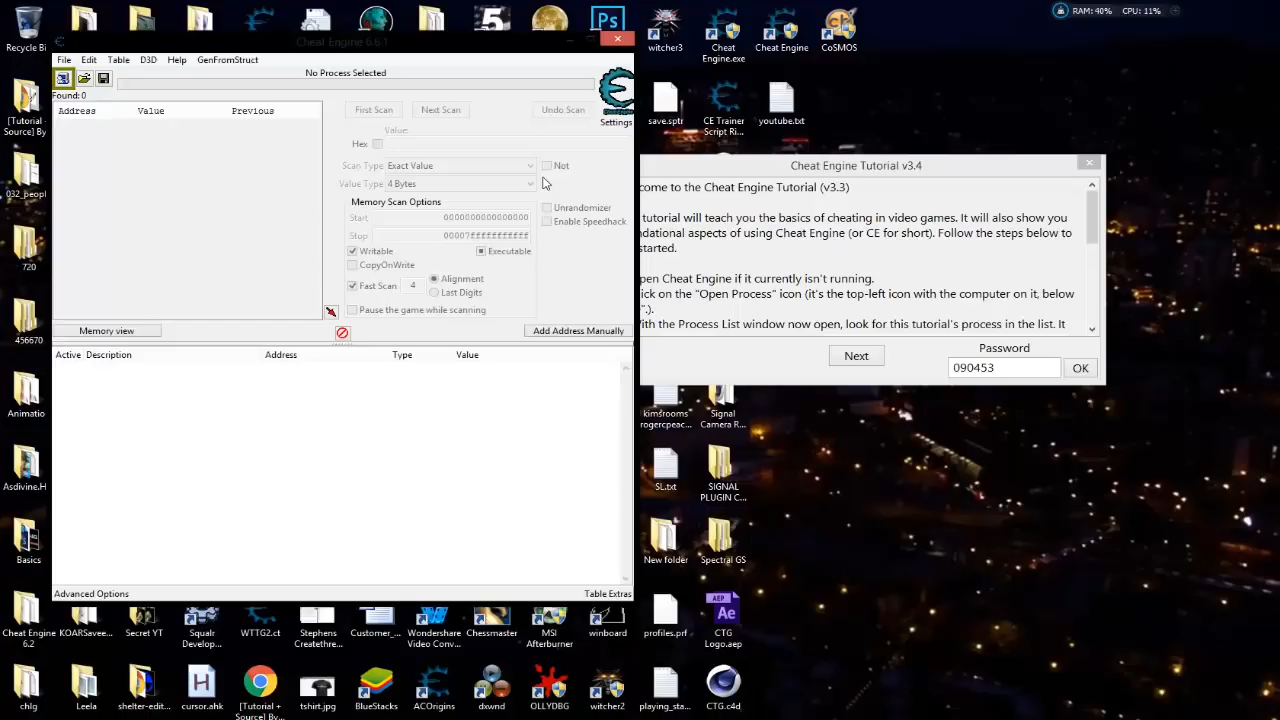 RAM: 40% CPU: 11%
Recycle Bi
Ps
witcher3
Cheat
Engine.exe
Cheat Engine
CoSMOS
Cheat Engine 6.8.1
File Edit Table D3D Help GenFromStruct
No Process Selected
Found: 0
Address Value Previous
First Scan Next Scan Undo Scan
Settings
Value:
Hex
Scan Type Exact Value Not
Value Type 4 Bytes
Memory Scan Options
Start 0000000000000000
Stop 00007fffffffffff
Unrandomizer
Enable Speedhack
Writable Executable
CopyOnWrite
Fast Scan 4 Alignment
Last Digits
Pause the game while scanning
Memory view
Add Address Manually
Active Description Address Type Value
Advanced Options Table Extras
[Tutorial -
Source] By
032_peopl
720
456670
Animatio
Asdivine.H
Basics
save.sptr
CE Trainer
Script Ri...
youtube.txt
Cheat Engine Tutorial v3.4
come to the Cheat Engine Tutorial (v3.3)
tutorial will teach you the basics of cheating in video games. It will also show you
ndational aspects of using Cheat Engine (or CE for short). Follow the steps below to
started.
pen Cheat Engine if it currently isn't running.
lick on the "Open Process" icon (it's the top-left icon with the computer on it, below
".).
With the Process List window now open, look for this tutorial's process in the list. It
Next
Password
090453
OK
kimsrooms
rogercpeac...
Signal
Camera R...
SL.txt
SIGNAL
PLUGIN C...
New folder
Spectral GS
Cheat Engine
6.2
KOARSavee...
Secret YT
Squalr
Develop...
WTTG2.ct
Stephens
Createthre...
Customer_...
Wondershare
Video Conv...
Chessmaster
MSI
Afterburner
winboard
profiles.prf
CTG
Logo.aep
AEP
Ae
chlg
Leela
shelter-edit...
cursor.ahk
[Tutorial +
Source] By...
tshirt.jpg
BlueStacks
ACOrigins
dxwnd
OLLYDBG
witcher2
playing_sta...
CTG.c4d